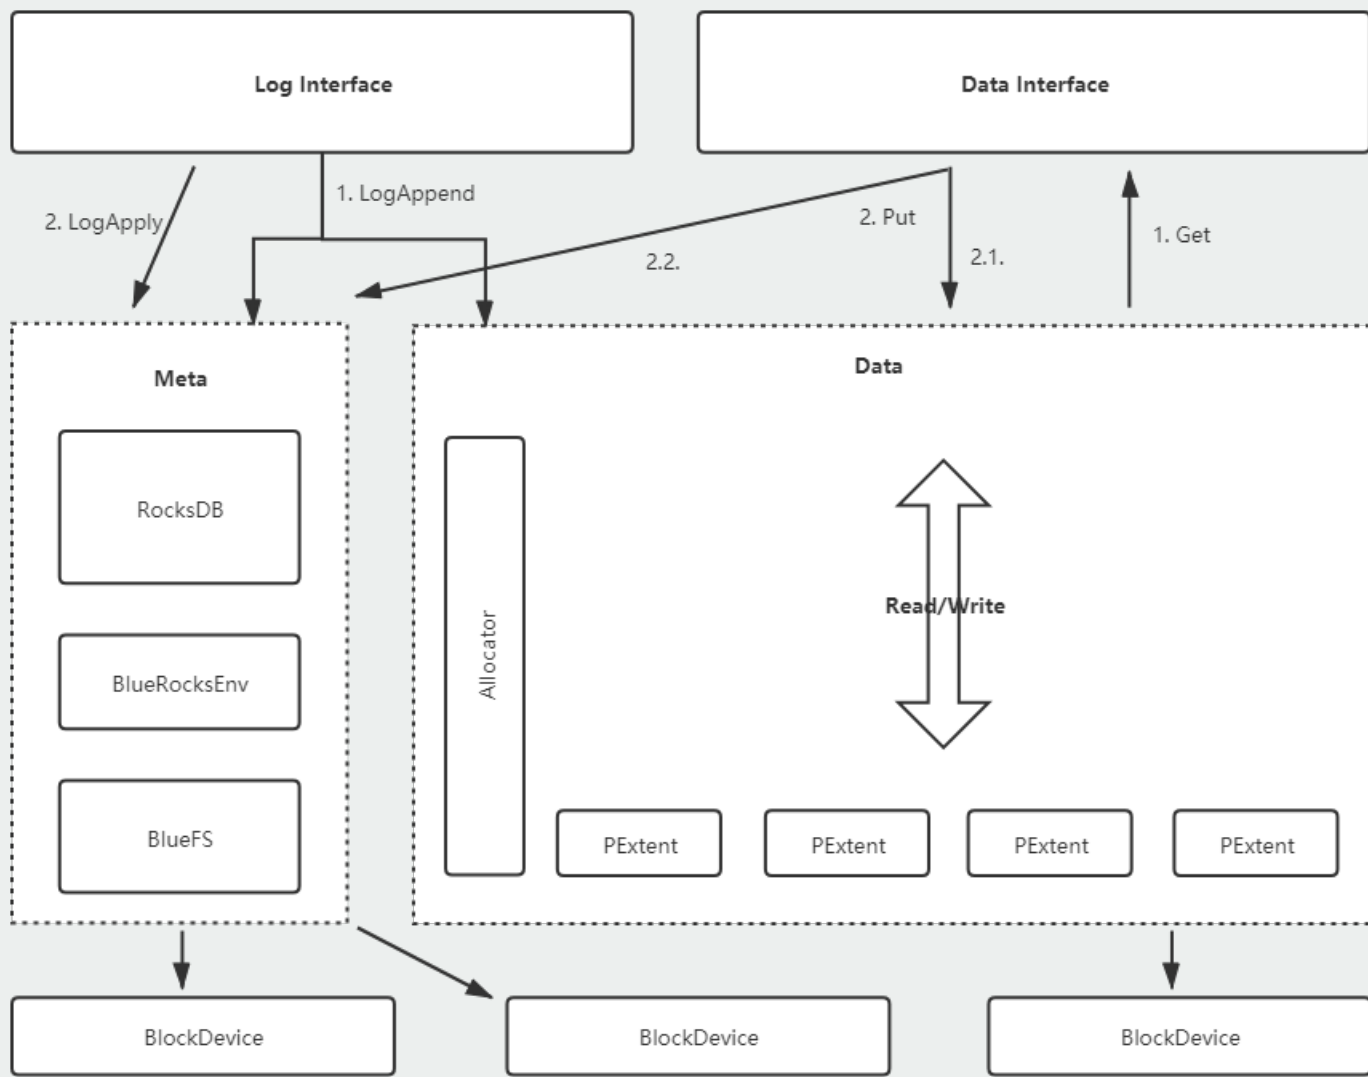 Log Interface
Data Interface
1. LogAppend
2. LogApply
2. Put
1. Get
2.2.
2.1.
Meta
Data
RocksDB
BlueRocksEnv
BlueFS
Allocator
Read/Write
PExtent
PExtent
PExtent
PExtent
BlockDevice
BlockDevice
BlockDevice